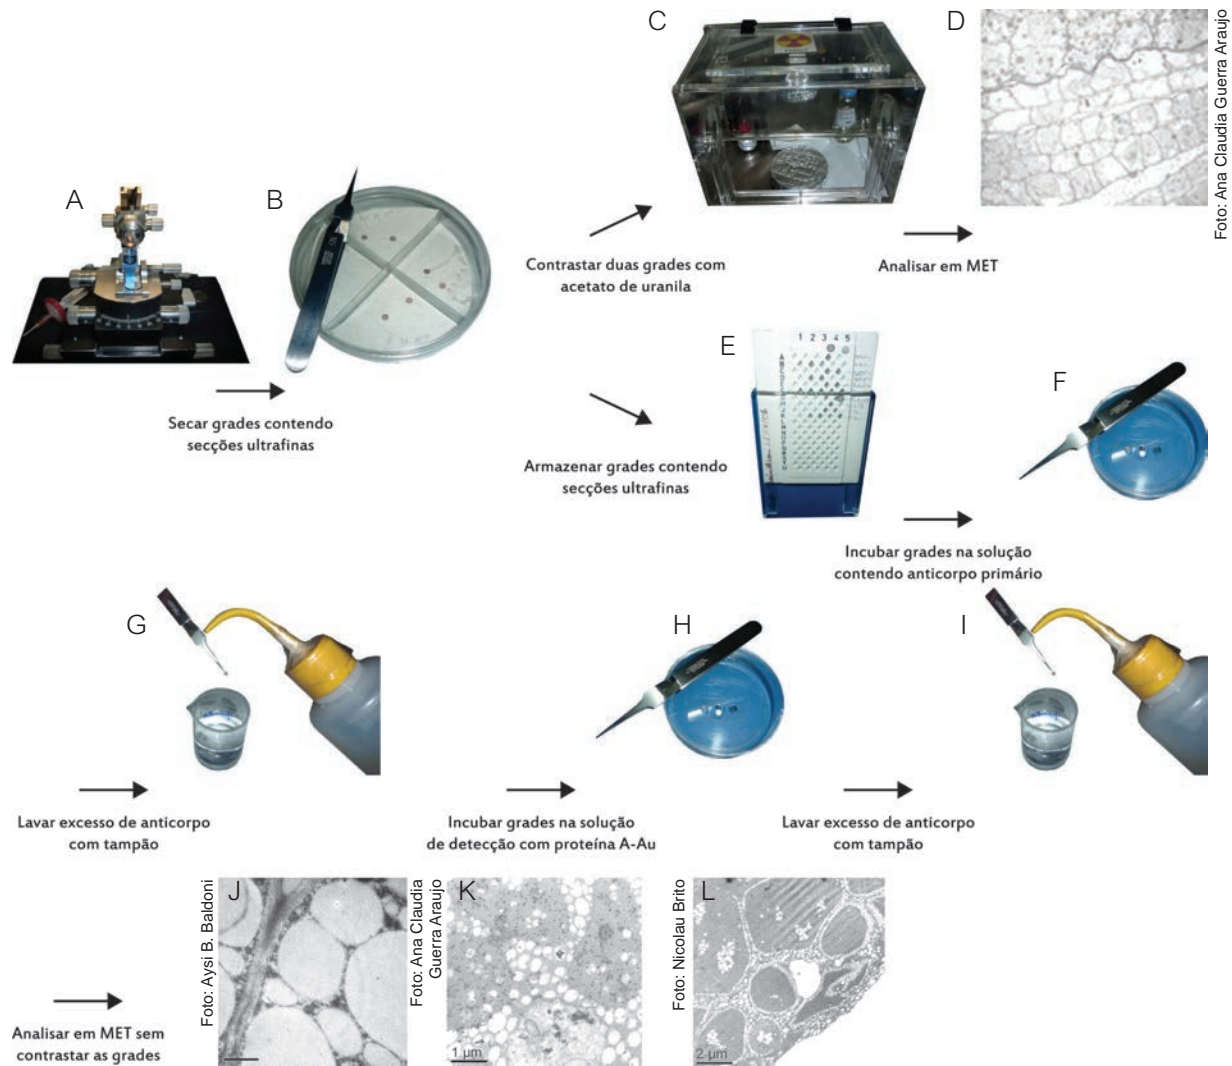 C
D
Foto: Ana Claudia Guerra Araujo
A
B
Contrastar duas grades com
acetato de uranila
Analisar em MET
Secar grades contendo
secções ultrafinas
E
1 2 3 4 5
F
Armazenar grades contendo
secções ultrafinas
Incubar grades na solução
contendo anticorpo primário
G
H
I
Lavar excesso de anticorpo
com tampão
Incubar grades na solução
de detecção com proteína A-Au
Lavar excesso de anticorpo
com tampão
Foto: Aysi B. Baldoni
J
Foto: Ana Claudia
Guerra Araujo
K
1 µm
Foto: Nicolau Brito
L
2 µm
Analisar em MET sem
contrastar as grades